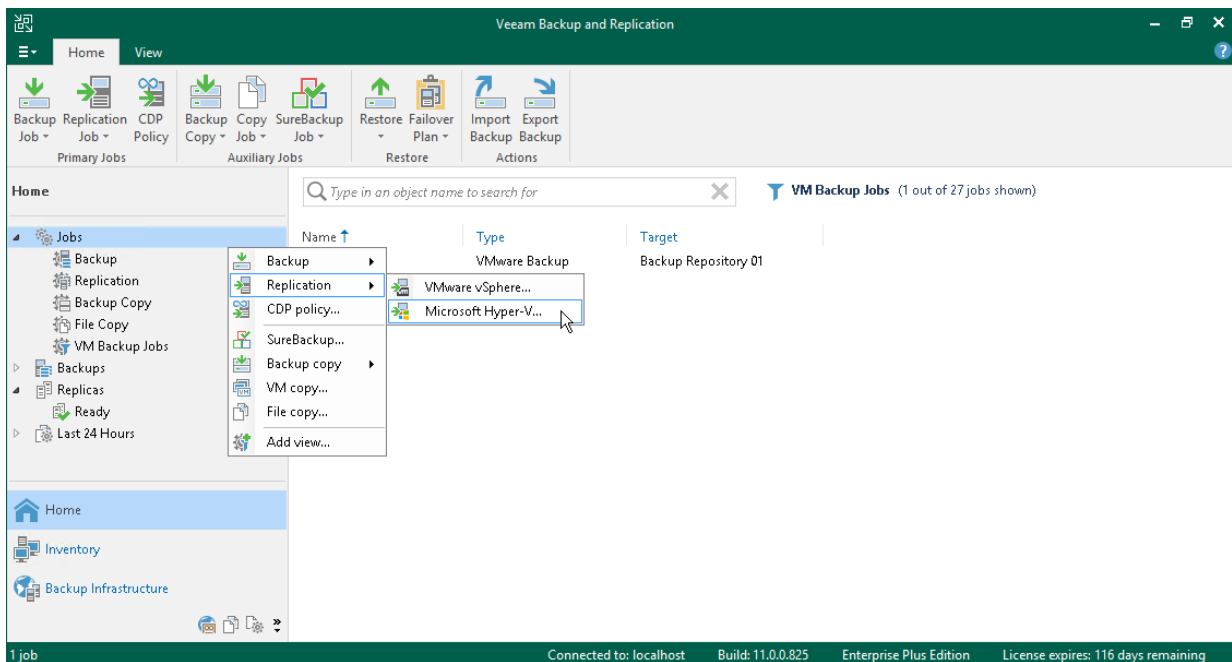 Veeam Backup and Replication
Home View
Backup Job Replication Job CDP Policy Backup Copy Copy Job SureBackup Job Restore Failover Plan Import Backup Export Backup
Primary Jobs Auxiliary Jobs Restore Actions
Home
Type in an object name to search for
VM Backup Jobs (1 out of 27 jobs shown)
Jobs
Backup
Replication
Backup Copy
File Copy
VM Backup Jobs
Backups
Replicas
Ready
Last 24 Hours
Name Type Target
VMware Backup Backup Repository 01
Backup
Replication
CDP policy...
SureBackup...
Backup copy
VM copy...
File copy...
Add view...
VMware vSphere...
Microsoft Hyper-V...
Home
Inventory
Backup Infrastructure
1 job Connected to: localhost Build: 11.0.0.825 Enterprise Plus Edition License expires: 116 days remaining